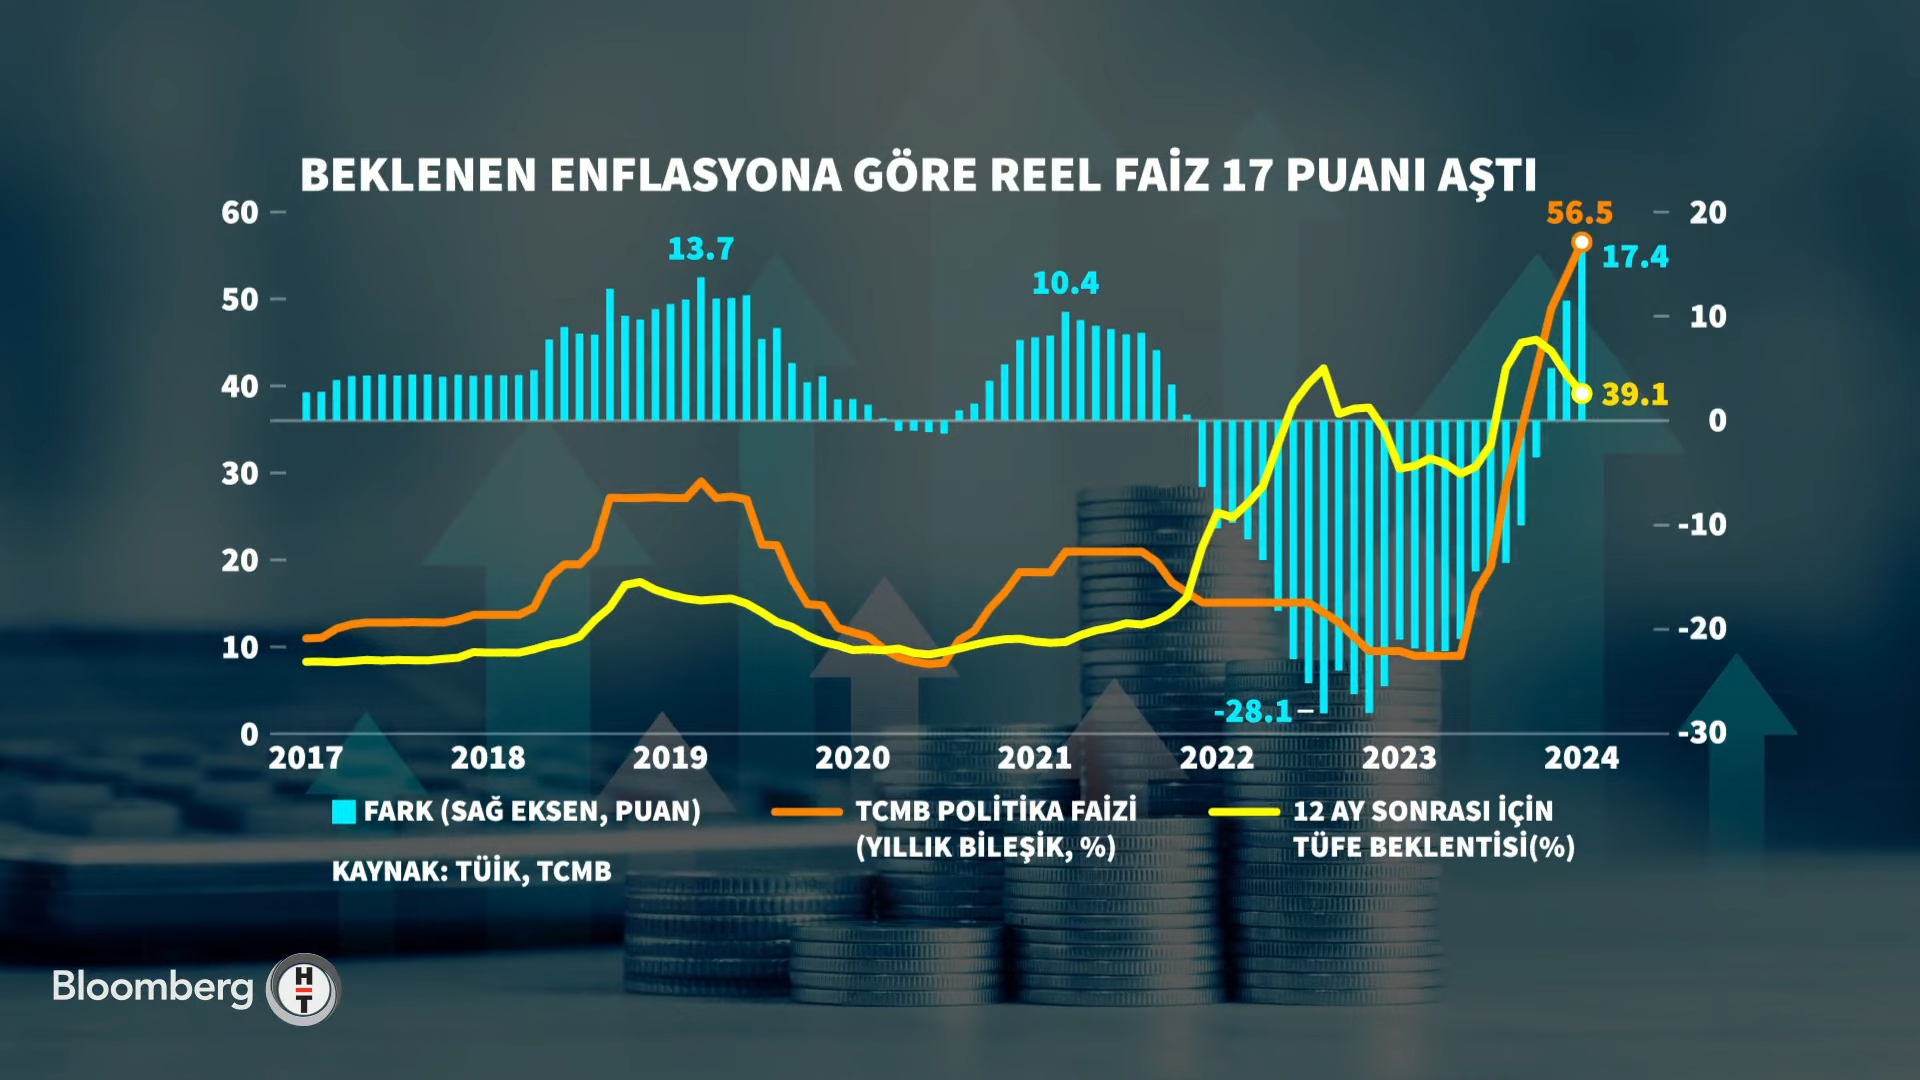 BEKLENEN ENFLASYONA GÖRE REEL FAİZ 17 PUANI AŞTI
60
50
40
30
20
10
0
13.7
10.4
56.5
17.4
39.1
-28.1
20
10
0
-10
-20
-30
2017 2018 2019 2020 2021 2022 2023 2024
FARK (SAĞ EKSEN, PUAN)
TCMB POLİTİKA FAİZİ
(YILLIK BİLEŞİK, %)
12 AY SONRASI İÇİN
TÜFE BEKLENTİSİ(%)
KAYNAK: TÜİK, TCMB
Bloomberg HT